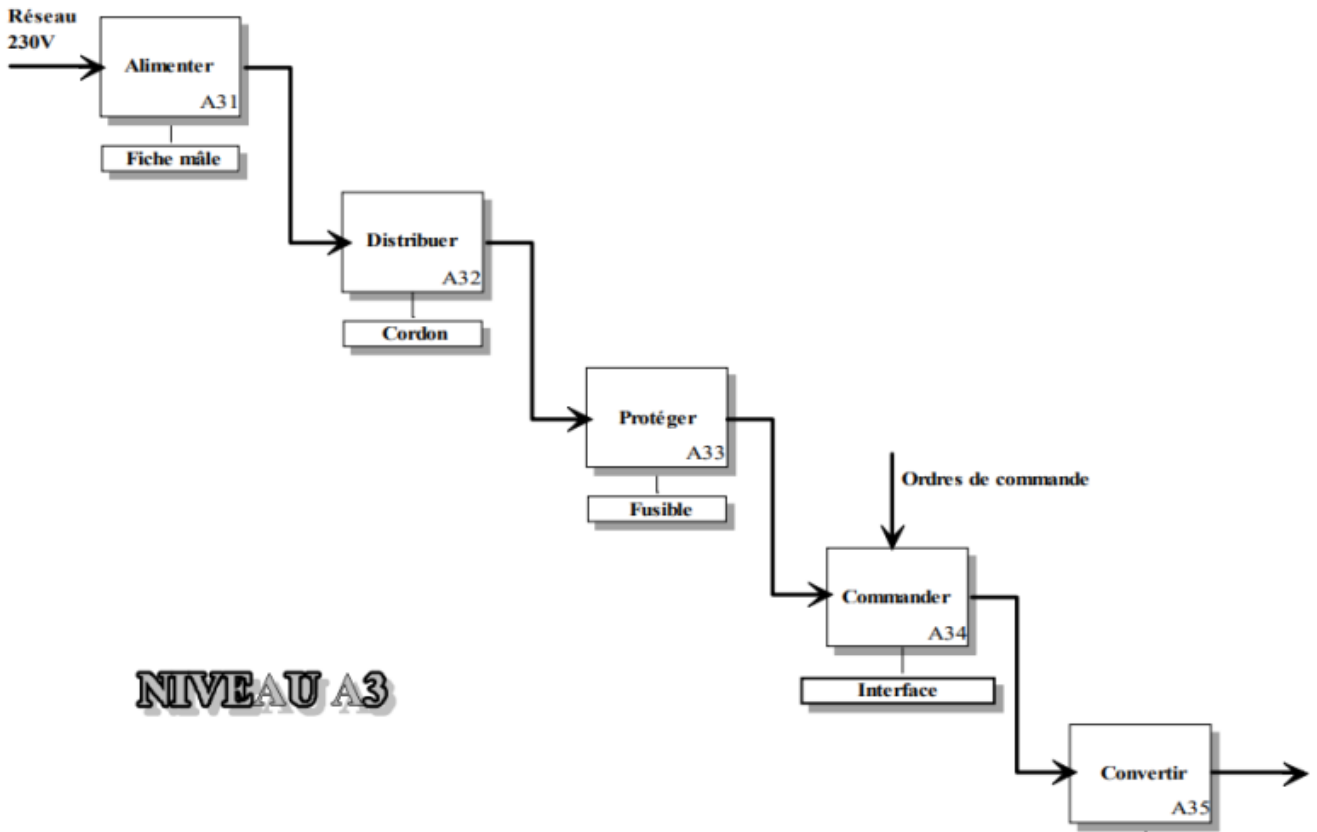 Réseau
230V
Alimenter
A31
Fiche mâle
Distribuer
A32
Cordon
Protéger
A33
Fusible
Ordres de commande
Commander
A34
Interface
NIVEAU A3
Convertir
A35